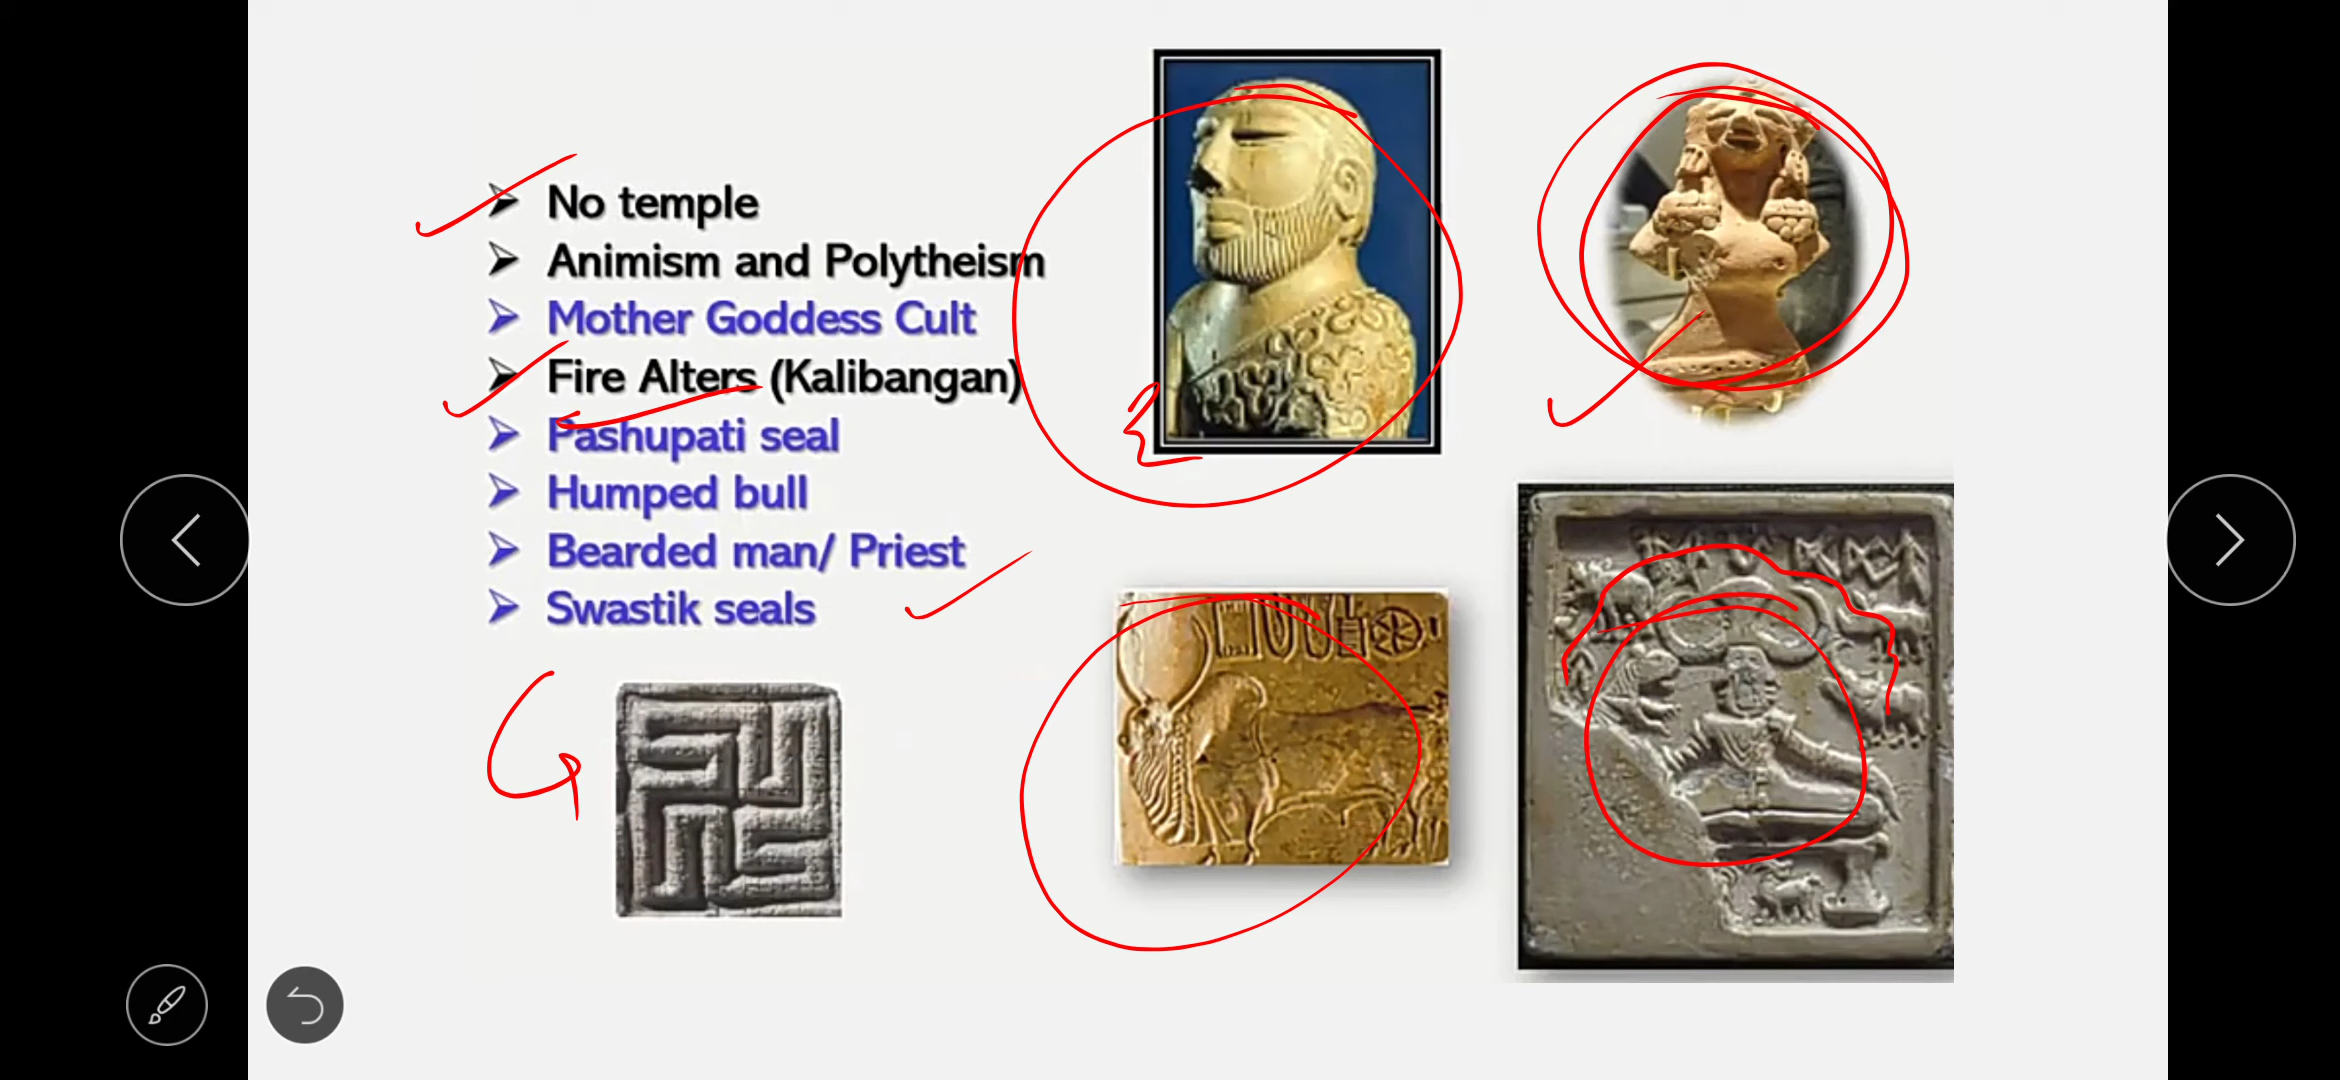 No temple
Animism and Polytheism
Mother Goddess Cult
Fire Alters (Kalibangan)
Pashupati seal
Humped bull
Bearded man/ Priest
Swastik seals